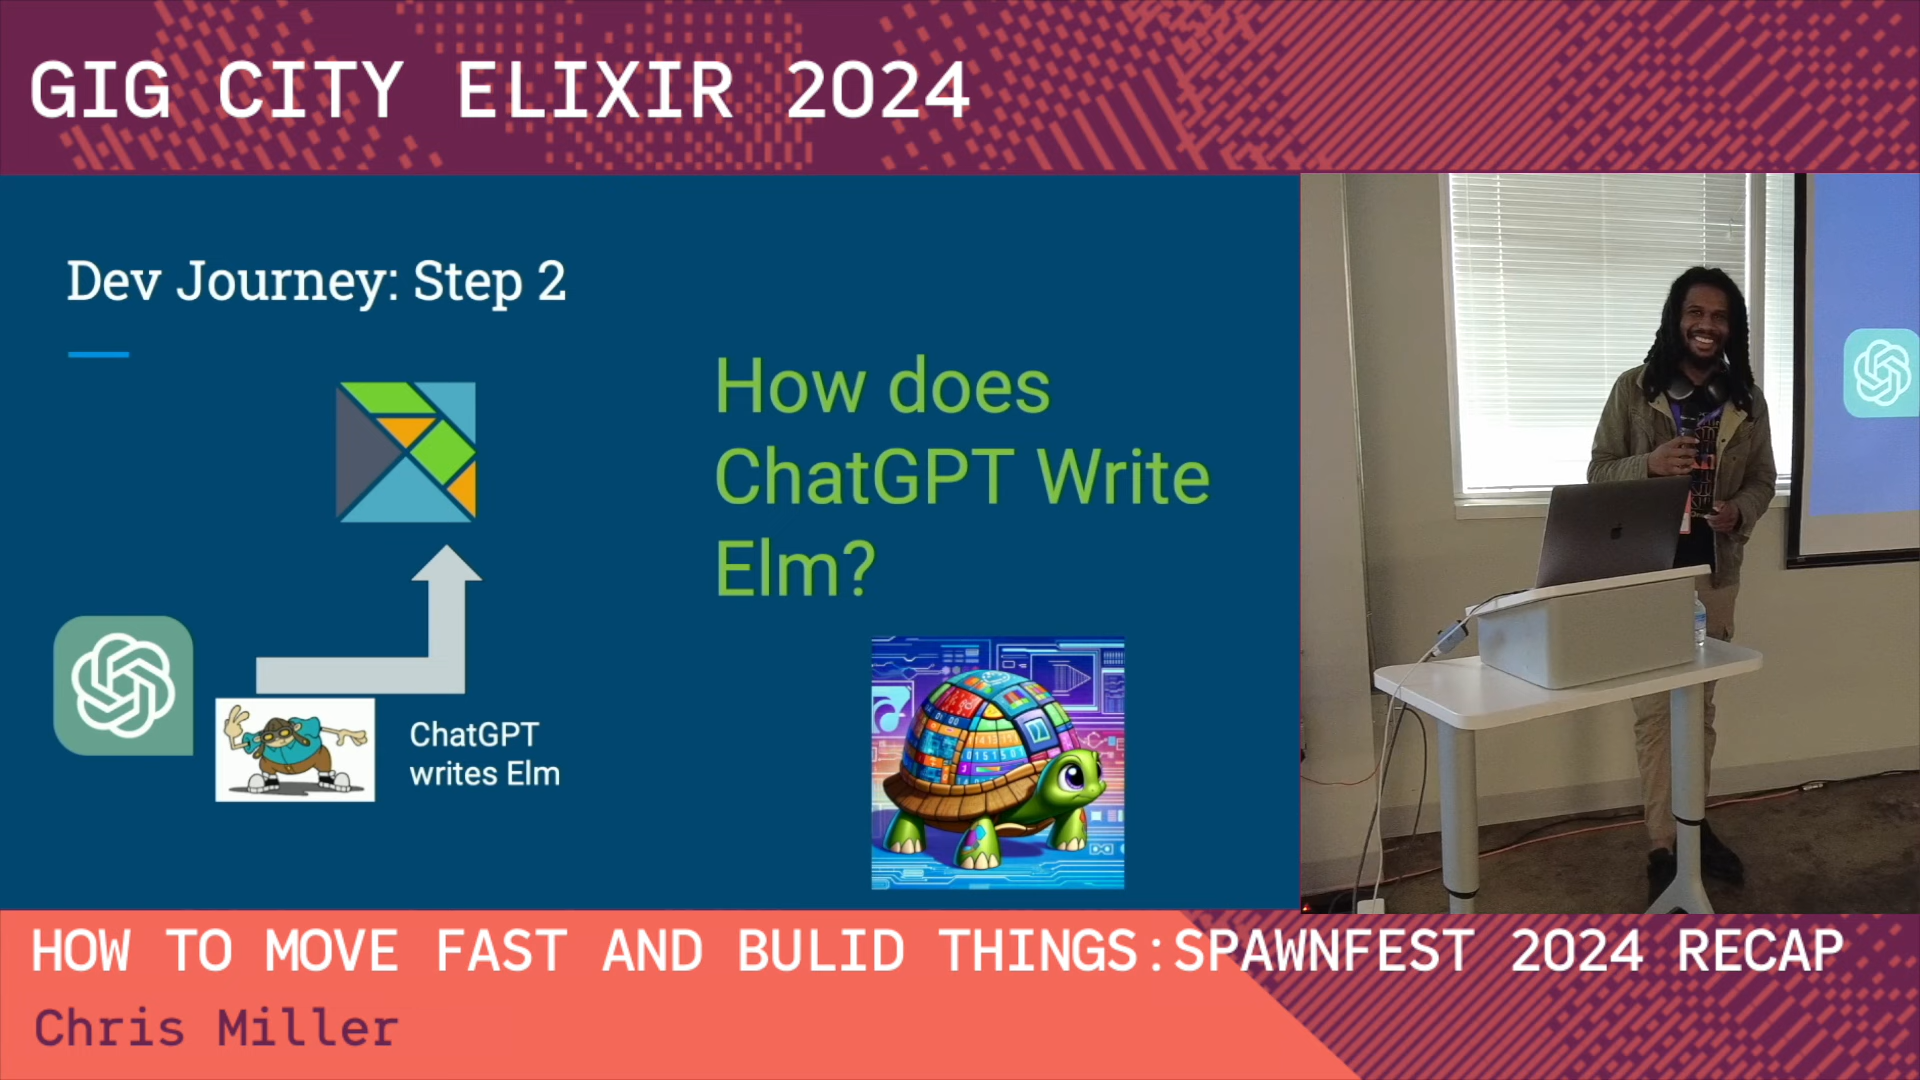 GIG CITY ELIXIR 2024
Dev Journey: Step 2
How does
ChatGPT Write
Elm?
ChatGPT
writes Elm
HOW TO MOVE FAST AND BULID THINGS:SPAWNFEST 2024 RECAP
Chris Miller